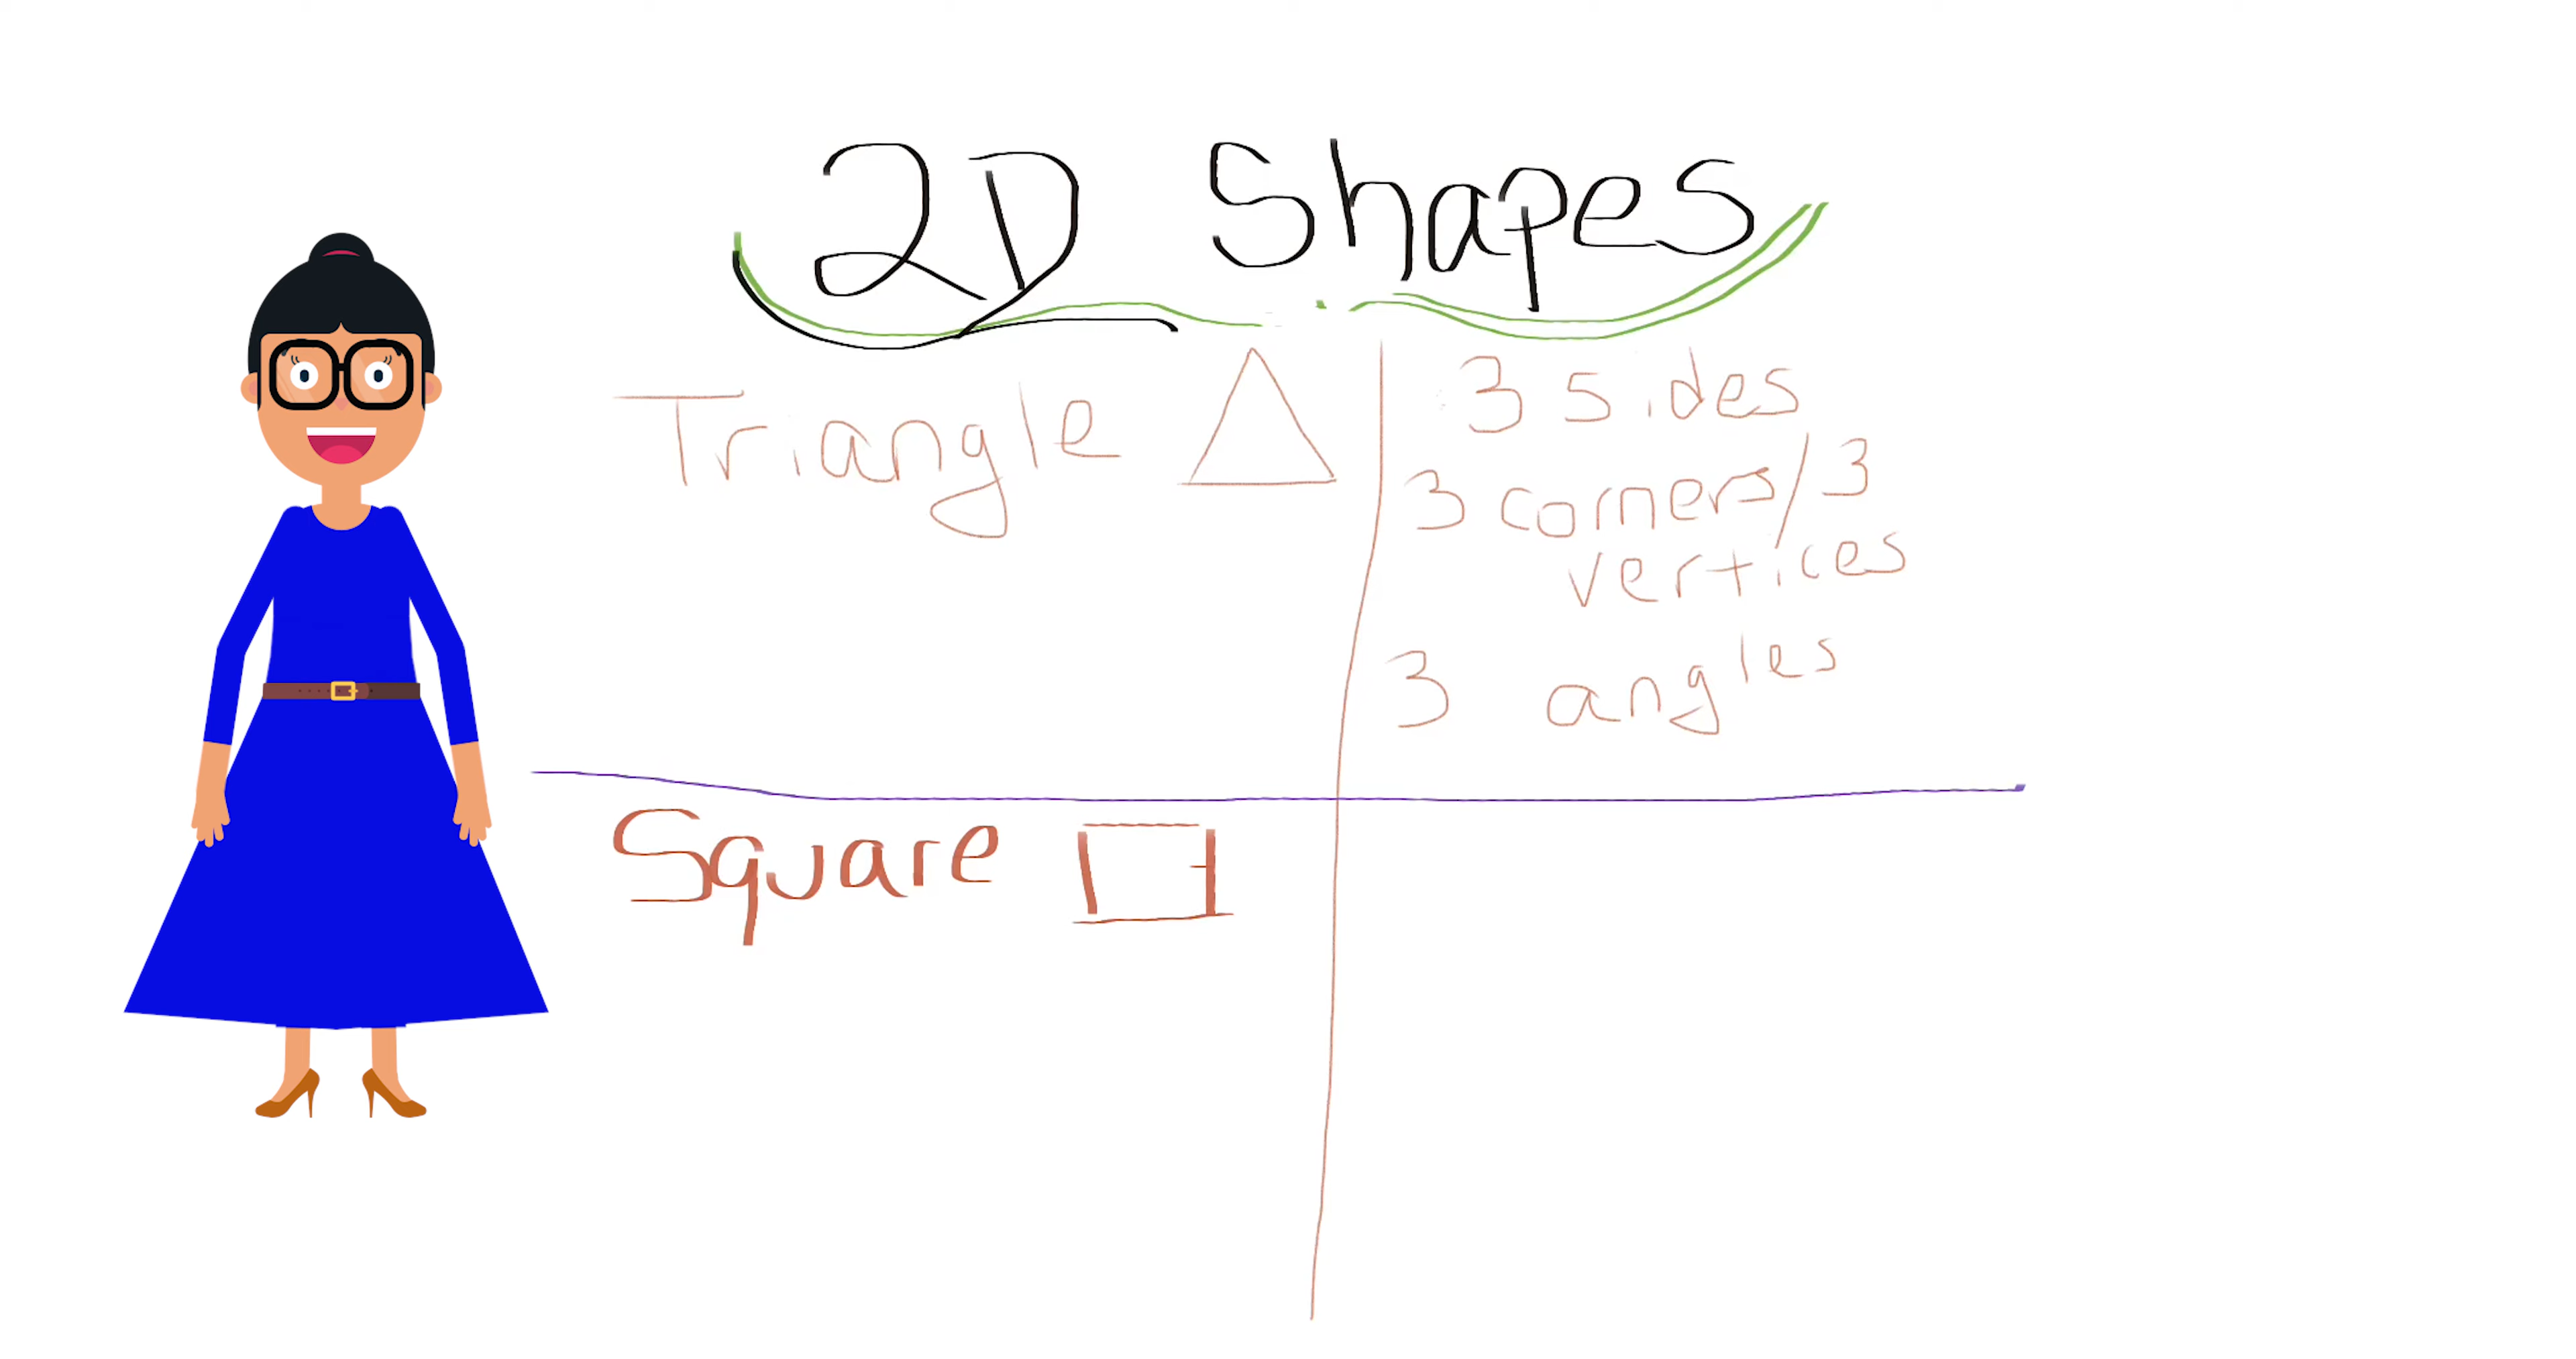 2D Shapes
Triangle
3 sides
3 corners/3
vertices
3 angles
Square